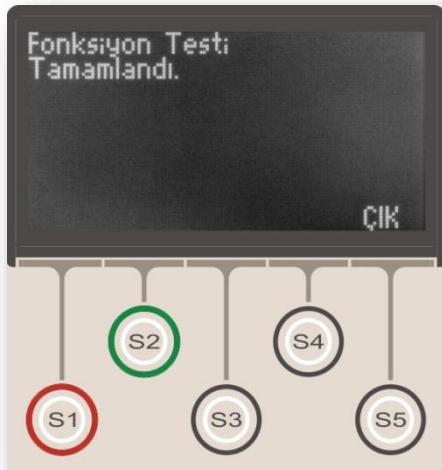 Fonksiyon Testi
Tamamlandı.
ÇIK
S2
S4
S1
S3
S5